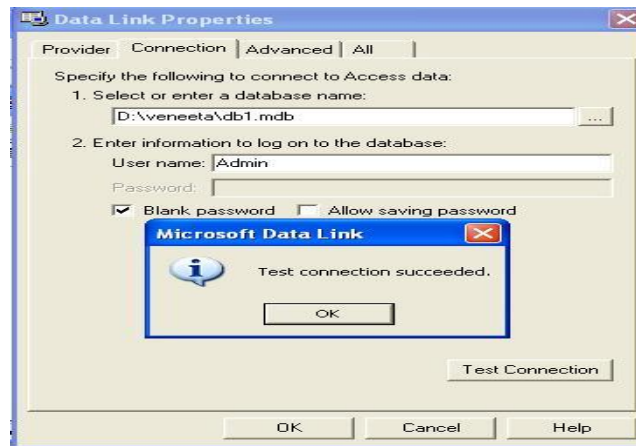 Data Link Properties
Provider Connection Advanced All
Specify the following to connect to Access data:
1. Select or enter a database name:
D:\veneeta\db1.mdb ...
2. Enter information to log on to the database:
User name: Admin
Password:
Blank password Allow saving password
Microsoft Data Link
Test connection succeeded.
OK
Test Connection
OK Cancel Help